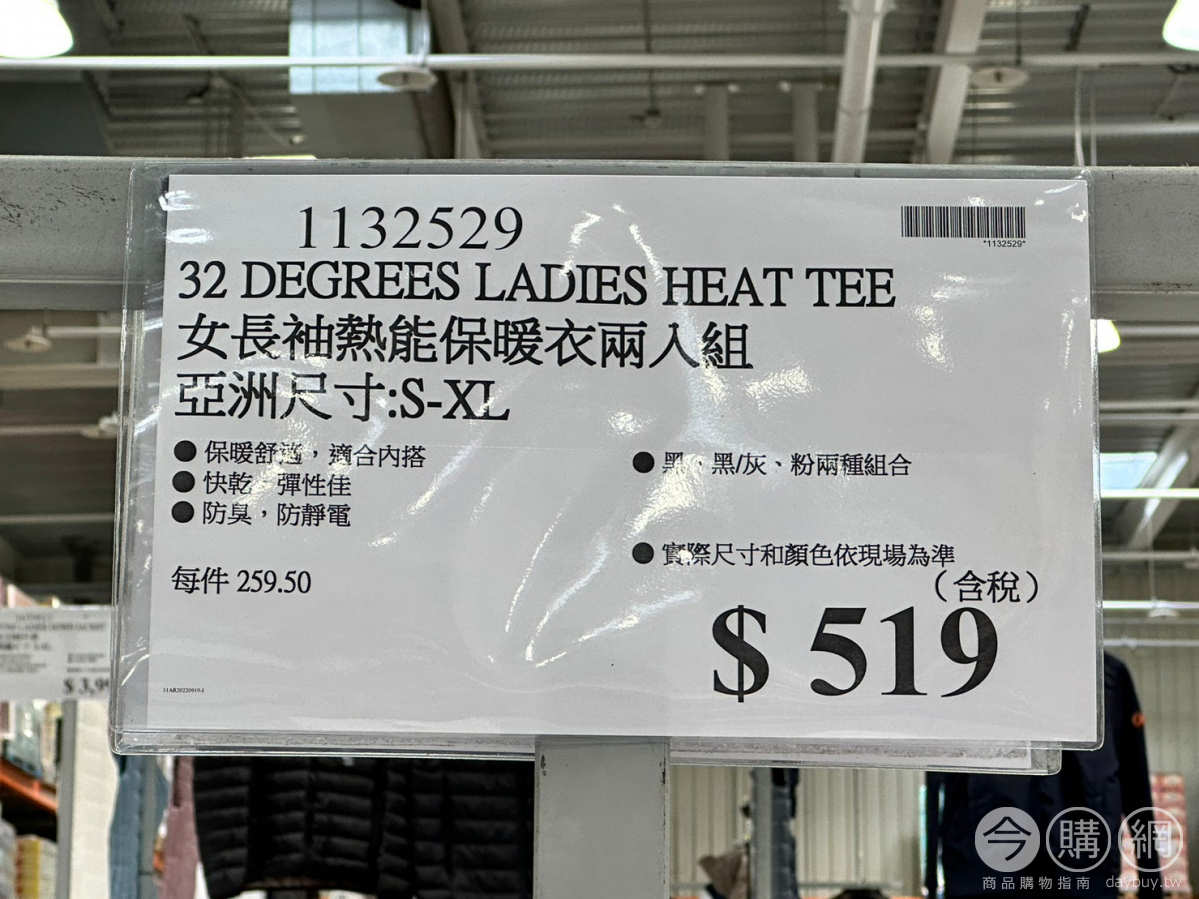 1132529
*1132529*
32 DEGREES LADIES HEAT TEE
女長袖熱能保暖衣兩入組
亞洲尺寸:S-XL
●保暖舒適，適合內搭
●快乾，彈性佳
●防臭，防靜電
●黑、黑/灰、粉兩種組合
●實際尺寸和顏色依現場為準
每件 259.50
(含稅)
$ 519
11AR20220919-1
$ 3,99
今購網
商品購物指南 daybuy.tw